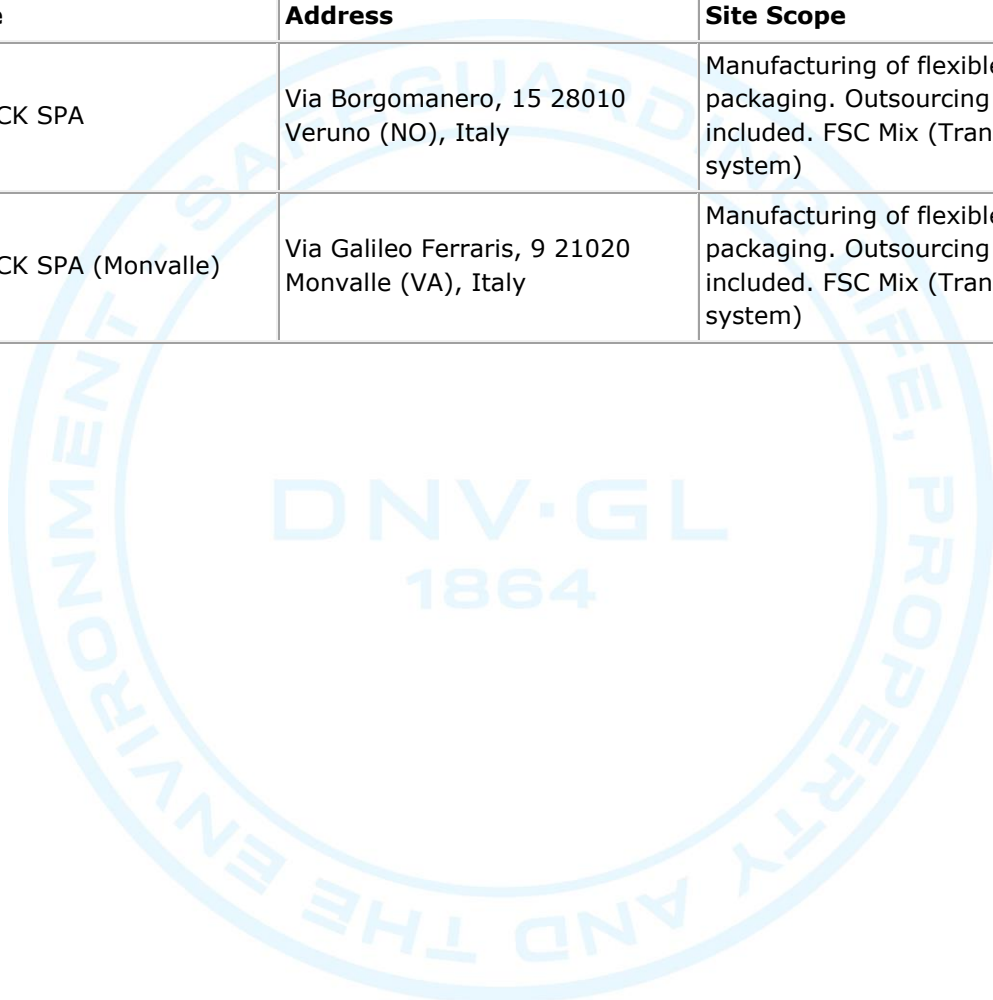 Address Site Scope
CK SPA
Via Borgomanero, 15 28010
Veruno (NO), Italy
Manufacturing of flexible
packaging. Outsourcing
included. FSC Mix (Tran
system)
CK SPA (Monvalle)
Via Galileo Ferraris, 9 21020
Monvalle (VA), Italy
Manufacturing of flexible
packaging. Outsourcing
included. FSC Mix (Tran
system)
SAFEGUARDING LIFE, PROPERTY AND THE ENVIRONMENT
DNV·GL
1864